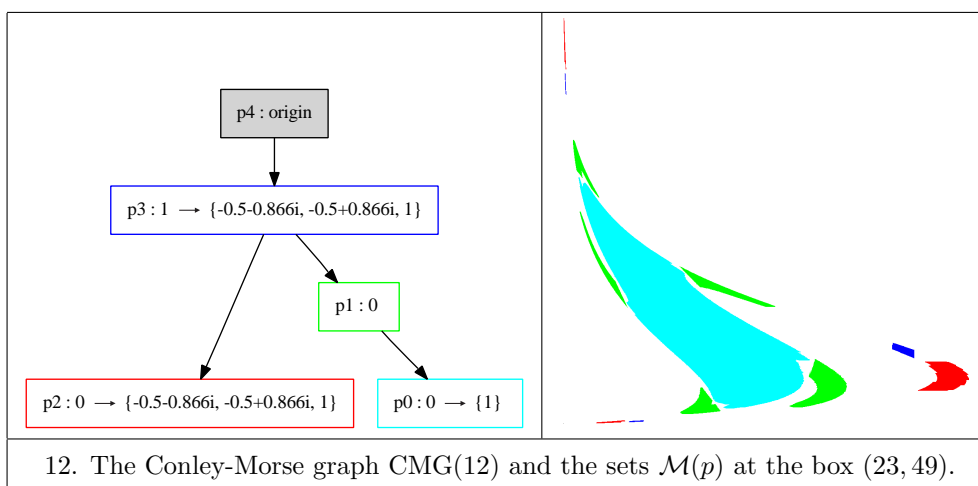 p4 : origin
p3 : 1 → {-0.5-0.866i, -0.5+0.866i, 1}
p1 : 0
p2 : 0 → {-0.5-0.866i, -0.5+0.866i, 1}
p0 : 0 → {1}
12. The Conley-Morse graph CMG(12) and the sets ℳ(p) at the box (23, 49).